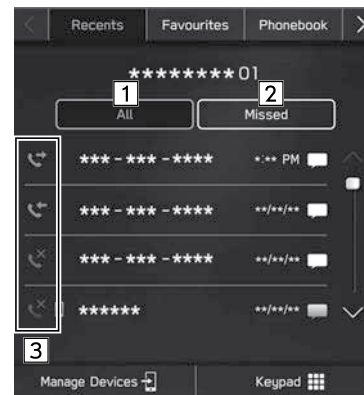 Recents Favourites Phonebook
********01
1 2
All Missed
***-***-**** *:** PM
***-***-**** **/**/**
***-***-**** **/**/**
****** **/**/**
3
Manage Devices Keypad